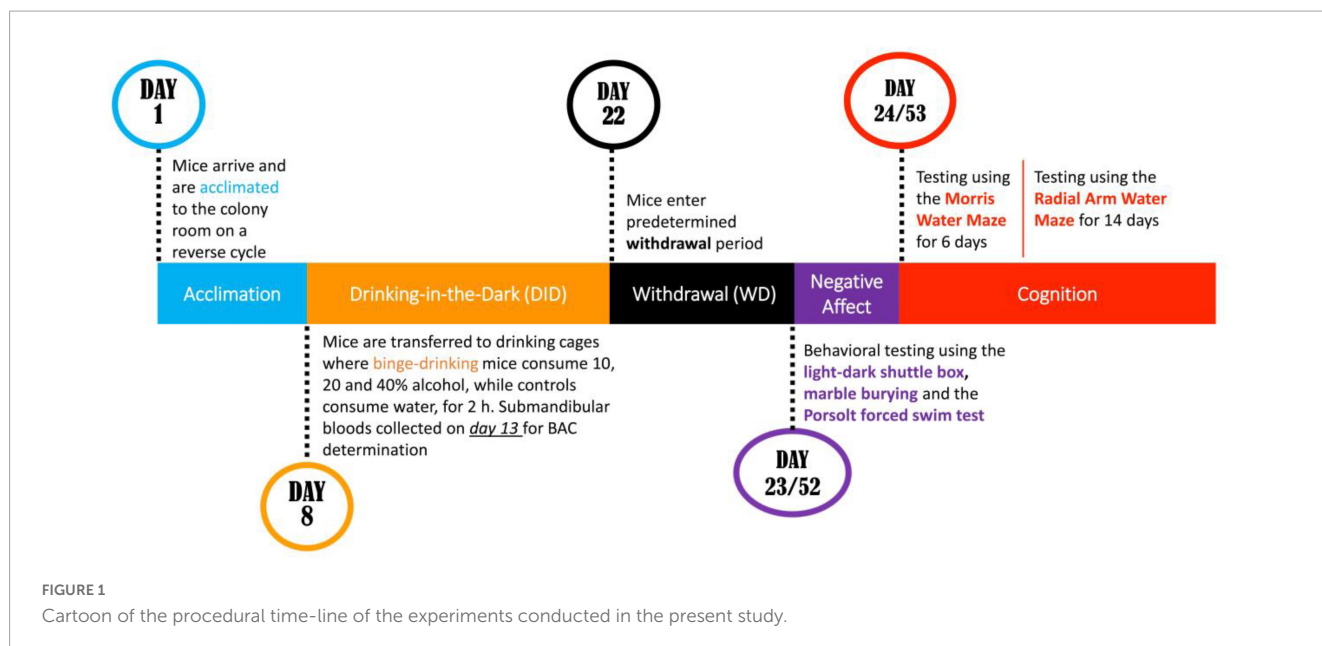 DAY
1
DAY
22
DAY
24/53
Mice arrive and
are acclimated
to the colony
room on a
reverse cycle
Mice enter
predetermined
withdrawal period
Testing using
the Morris
Water Maze
for 6 days
Testing using the
Radial Arm Water
Maze for 14 days
Acclimation
Drinking-in-the-Dark (DID)
Withdrawal (WD)
Negative
Affect
Cognition
Mice are transferred to drinking cages
where binge-drinking mice consume 10,
20 and 40% alcohol, while controls
consume water, for 2 h. Submandibular
bloods collected on day 13 for BAC
determination
Behavioral testing using the
light-dark shuttle box,
marble burying and the
Porsolt forced swim test
DAY
8
DAY
23/52
FIGURE 1
Cartoon of the procedural time-line of the experiments conducted in the present study.